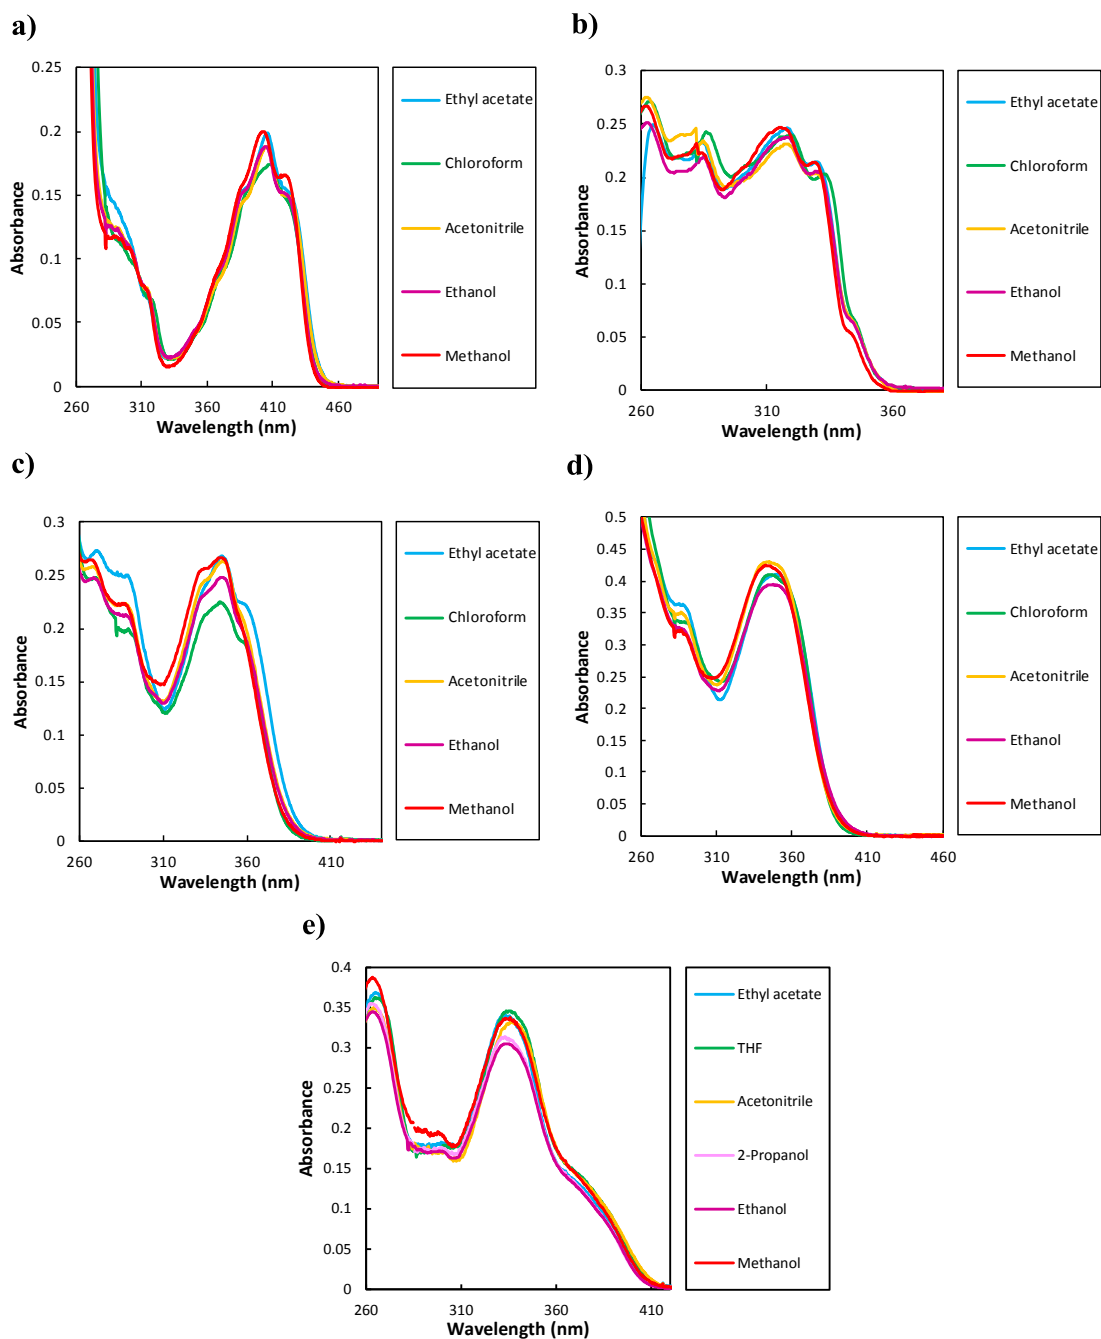 a)
0.25
0.2
0.15
0.1
0.05
0
260 310 360 410 460
Absorbance
Wavelength (nm)
Ethyl acetate
Chloroform
Acetonitrile
Ethanol
Methanol
b)
0.3
0.25
0.2
0.15
0.1
0.05
0
260 310 360
Absorbance
Wavelength (nm)
Ethyl acetate
Chloroform
Acetonitrile
Ethanol
Methanol
c)
0.3
0.25
0.2
0.15
0.1
0.05
0
260 310 360 410
Absorbance
Wavelength (nm)
Ethyl acetate
Chloroform
Acetonitrile
Ethanol
Methanol
d)
0.5
0.45
0.4
0.35
0.3
0.25
0.2
0.15
0.1
0.05
0
260 310 360 410 460
Absorbance
Wavelength (nm)
Ethyl acetate
Chloroform
Acetonitrile
Ethanol
Methanol
e)
0.4
0.35
0.3
0.25
0.2
0.15
0.1
0.05
0
260 310 360 410
Absorbance
Wavelength (nm)
Ethyl acetate
THF
Acetonitrile
2-Propanol
Ethanol
Methanol